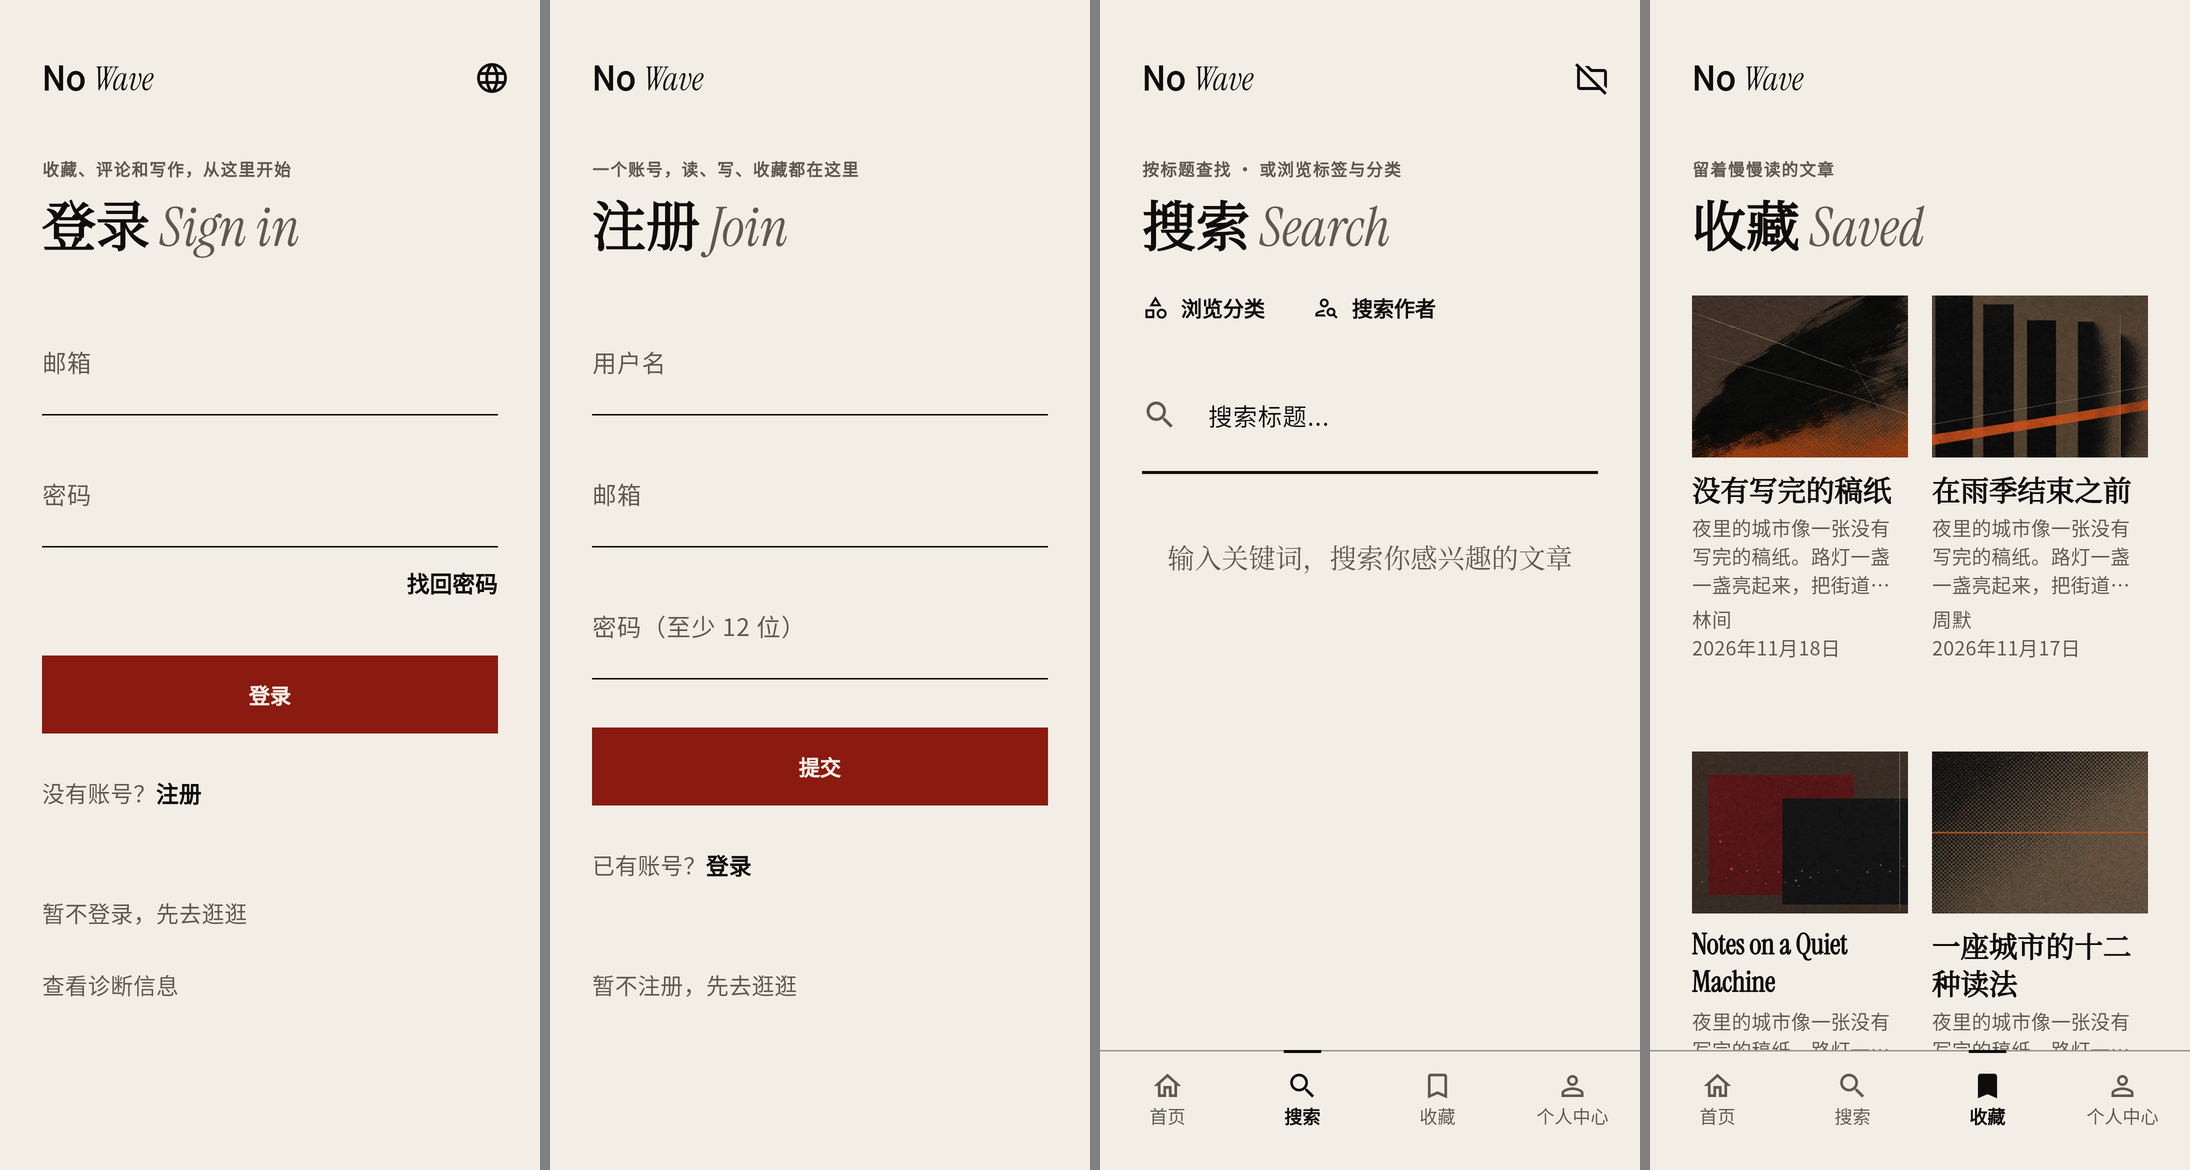 No Wave
收藏、评论和写作，从这里开始
登录 Sign in
邮箱
密码
找回密码
登录
没有账号？注册
暂不登录，先去逛逛
查看诊断信息
No Wave
一个账号，读、写、收藏都在这里
注册 Join
用户名
邮箱
密码（至少 12 位）
提交
已有账号？登录
暂不注册，先去逛逛
No Wave
按标题查找 · 或浏览标签与分类
搜索 Search
浏览分类 搜索作者
搜索标题...
输入关键词，搜索你感兴趣的文章
首页 搜索 收藏 个人中心
No Wave
留着慢慢读的文章
收藏 Saved
没有写完的稿纸
夜里的城市像一张没有
写完的稿纸。路灯一盏
一盏亮起来，把街道…
林间
2026年11月18日
在雨季结束之前
夜里的城市像一张没有
写完的稿纸。路灯一盏
一盏亮起来，把街道…
周默
2026年11月17日
Notes on a Quiet
Machine
夜里的城市像一张没有
一座城市的十二
种读法
夜里的城市像一张没有
首页 搜索 收藏 个人中心